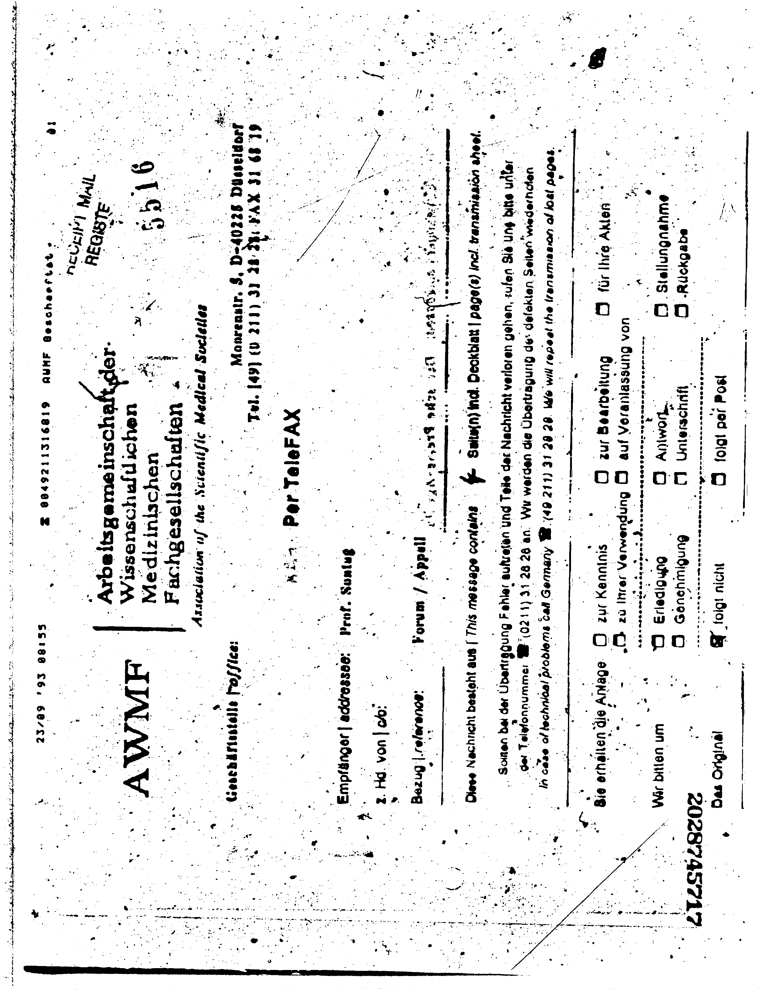 23/09 '93 08:55 ☎ 0049211316819 AWMF Geschaeftst. 01
RECEIPT MAIL
REGISTE
5516
AWMF
Arbeitsgemeinschaft der
Wissenschaftlichen
Medizinischen
Fachgesellschaften
Association of the Scientific Medical Societies
Geschäftsstelle | office:
Moorenstr. 5, D-40225 Düsseldorf
Tel. [49] (0 211) 31 28 28; FAX 31 68 19
Per TeleFAX
Empfänger | addressee: Prof. Sontag
z. Hd. von | c/o:
Bezug | reference: Forum / Appell
Diese Nachricht besteht aus | This message contains 4 Seite(n) incl. Deckblatt | page(s) incl. transmission sheet.
Sollten bei der Übertragung Fehler auftreten und Teile der Nachricht verloren gehen, rufen Sie uns bitte unter
der Telefonnummer ☎ (0211) 31 28 28 an. Wir werden die Übertragung der defekten Seiten wiederholen
In case of technical problems call Germany ☎ (49 211) 31 28 28. We will repeat the transmission of lost pages.
Sie erhalten die Anlage ☐ zur Kenntnis ☐ zur Bearbeitung ☐ für Ihre Akten
☐ zu Ihrer Verwendung ☐ auf Veranlassung von
Wir bitten um ☐ Erledigung ☐ Antwort ☐ Stellungnahme
☐ Genehmigung ☐ Unterschrift ☐ Rückgabe
Das Original ☒ folgt nicht ☐ folgt per Post
2028745717